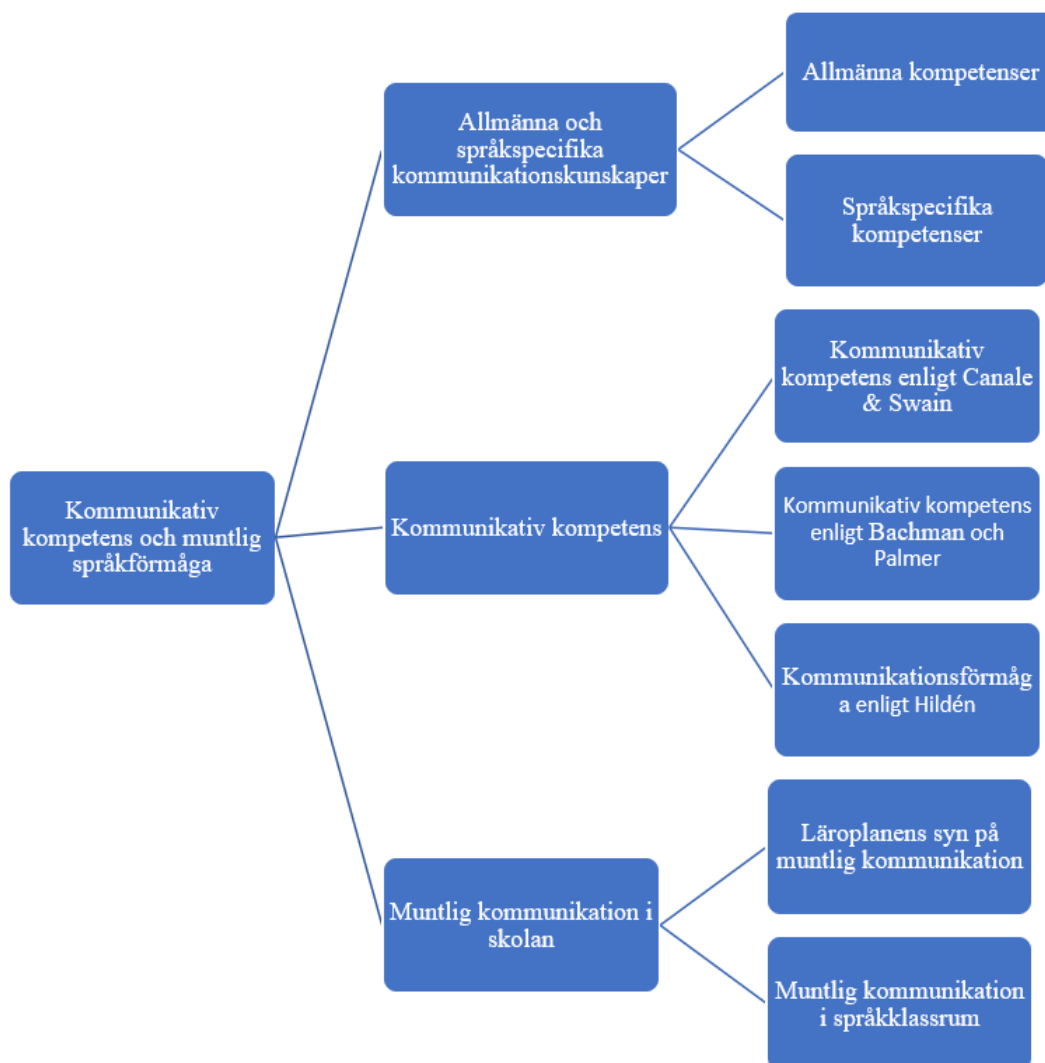 Kommunikativ
kompetens och muntlig
språkförmåga
Allmänna och
språkspecifika
kommunikationskunskaper
Allmänna kompetenser
Språkspecifika
kompetenser
Kommunikativ kompetens
Kommunikativ
kompetens enligt Canale
& Swain
Kommunikativ kompetens
enligt Bachman och
Palmer
Kommunikationsförmåg
a enligt Hildén
Muntlig kommunikation i
skolan
Läroplanens syn på
muntlig kommunikation
Muntlig kommunikation
i språkklassrum